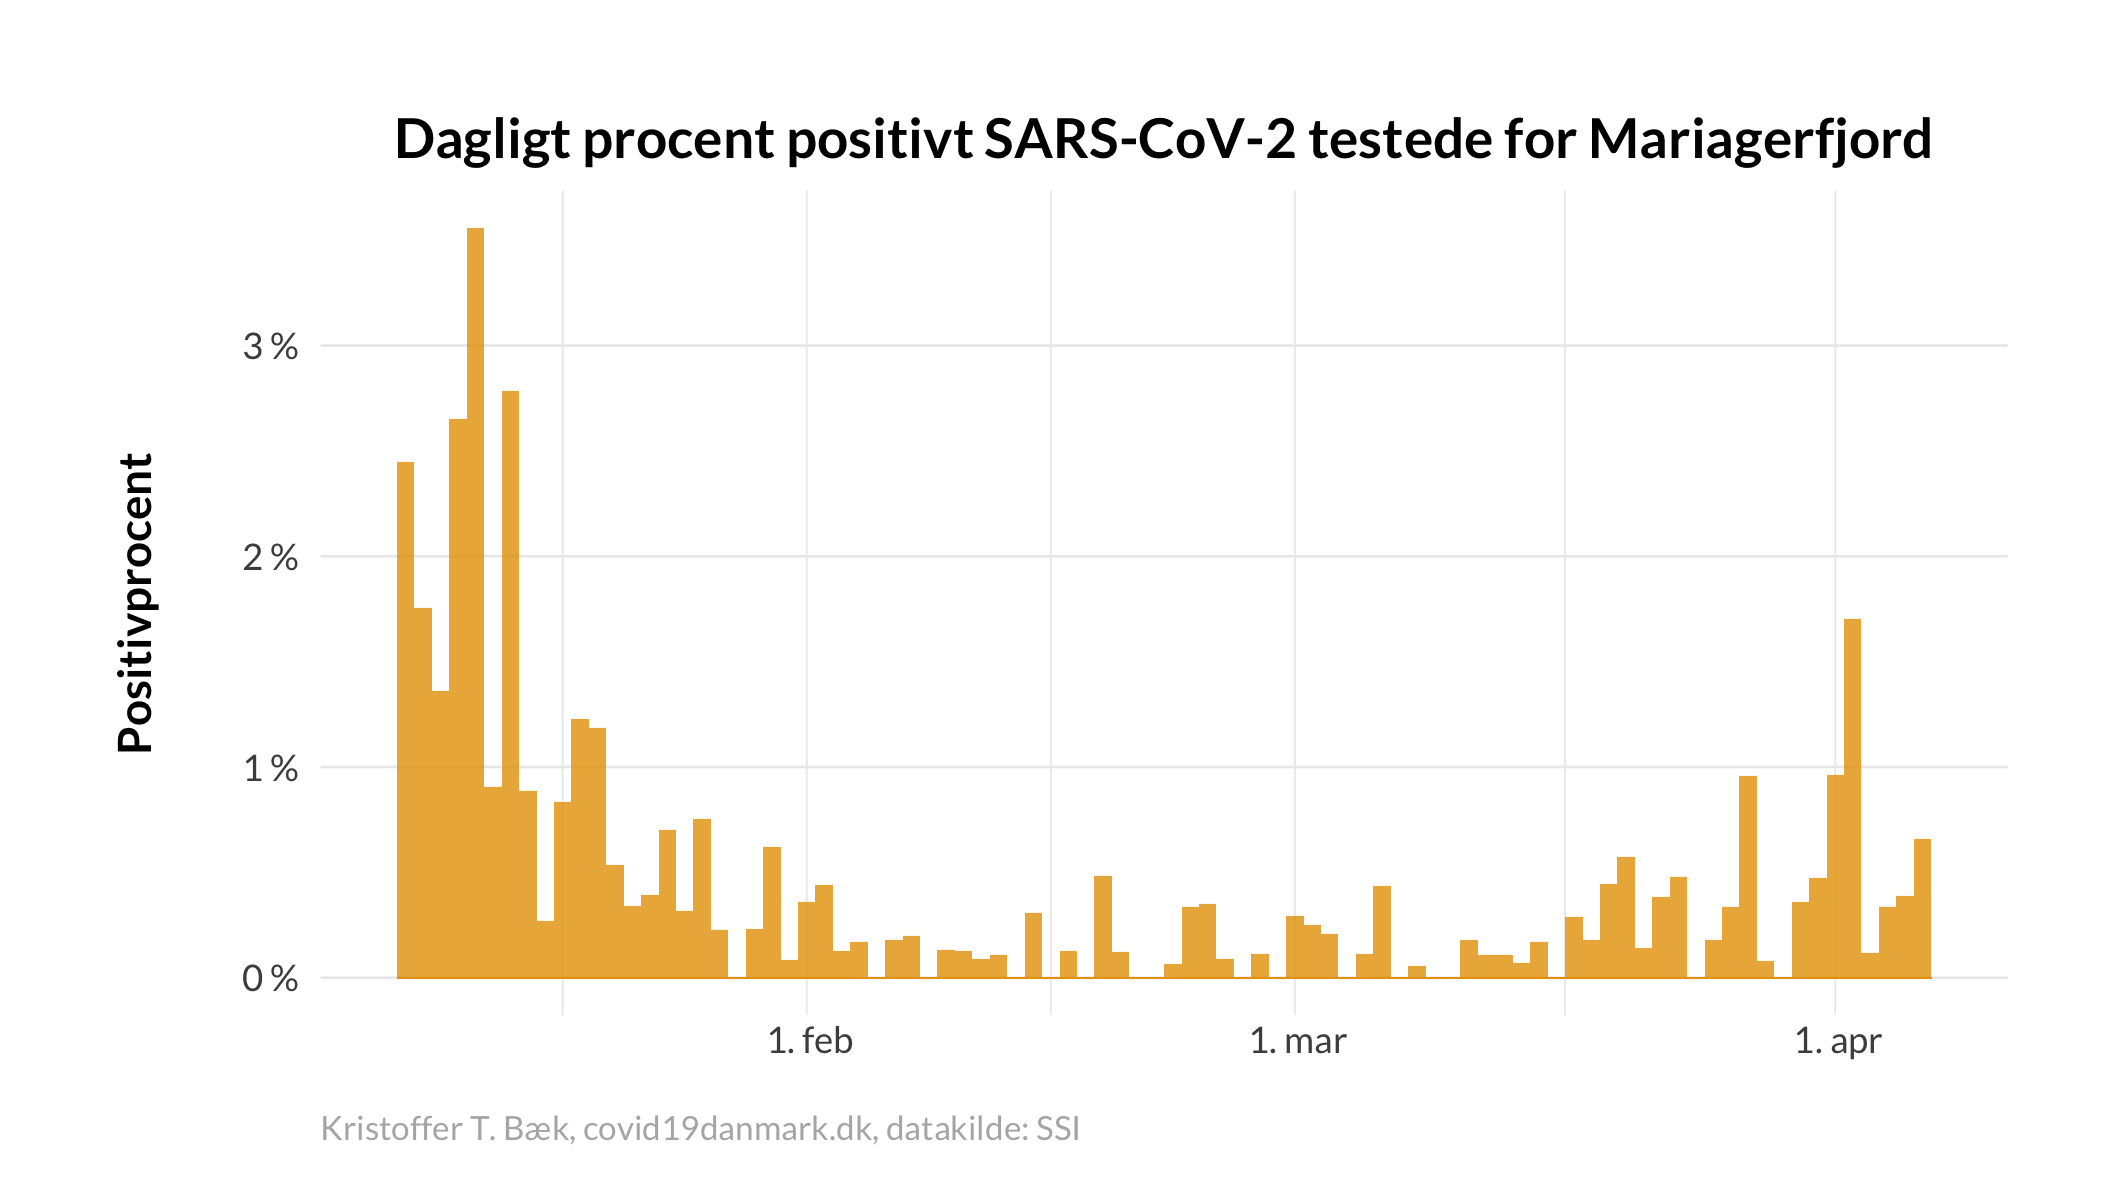 Dagligt procent positivt SARS-CoV-2 testede for Mariagerfjord
Positivprocent
3 %
2 %
1 %
0 %
1. feb
1. mar
1. apr
Kristoffer T. Bæk, covid19danmark.dk, datakilde: SSI